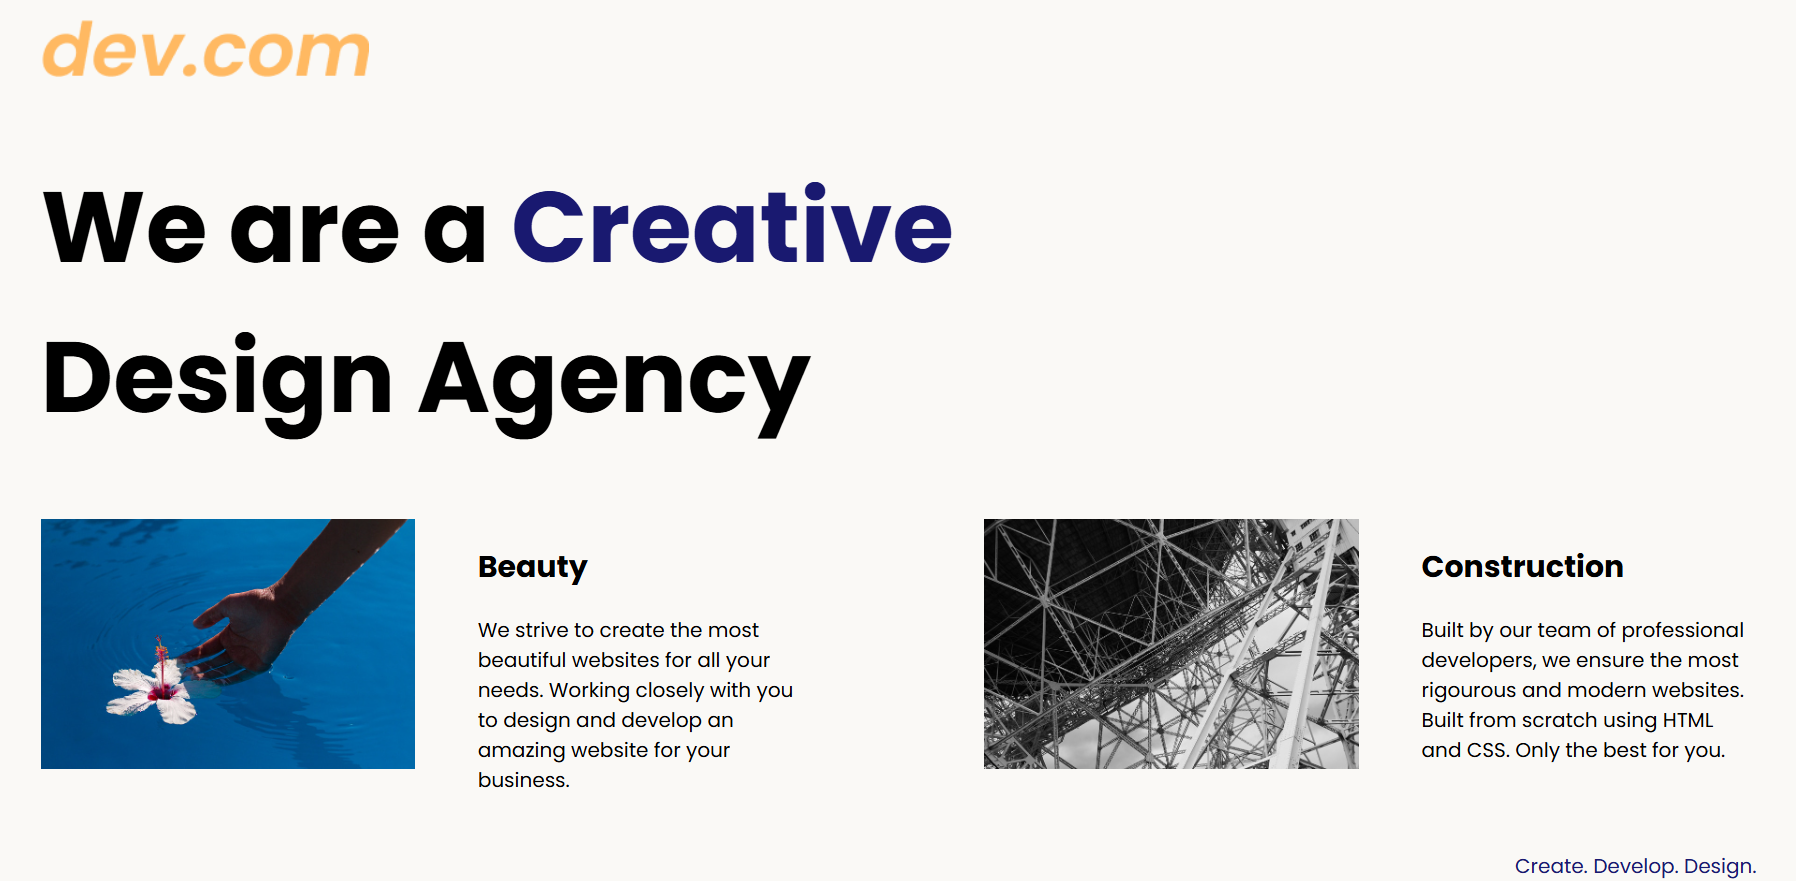 dev.com
We are a Creative
Design Agency
Beauty
We strive to create the most
beautiful websites for all your
needs. Working closely with you
to design and develop an
amazing website for your
business.
Construction
Built by our team of professional
developers, we ensure the most
rigourous and modern websites.
Built from scratch using HTML
and CSS. Only the best for you.
Create. Develop. Design.